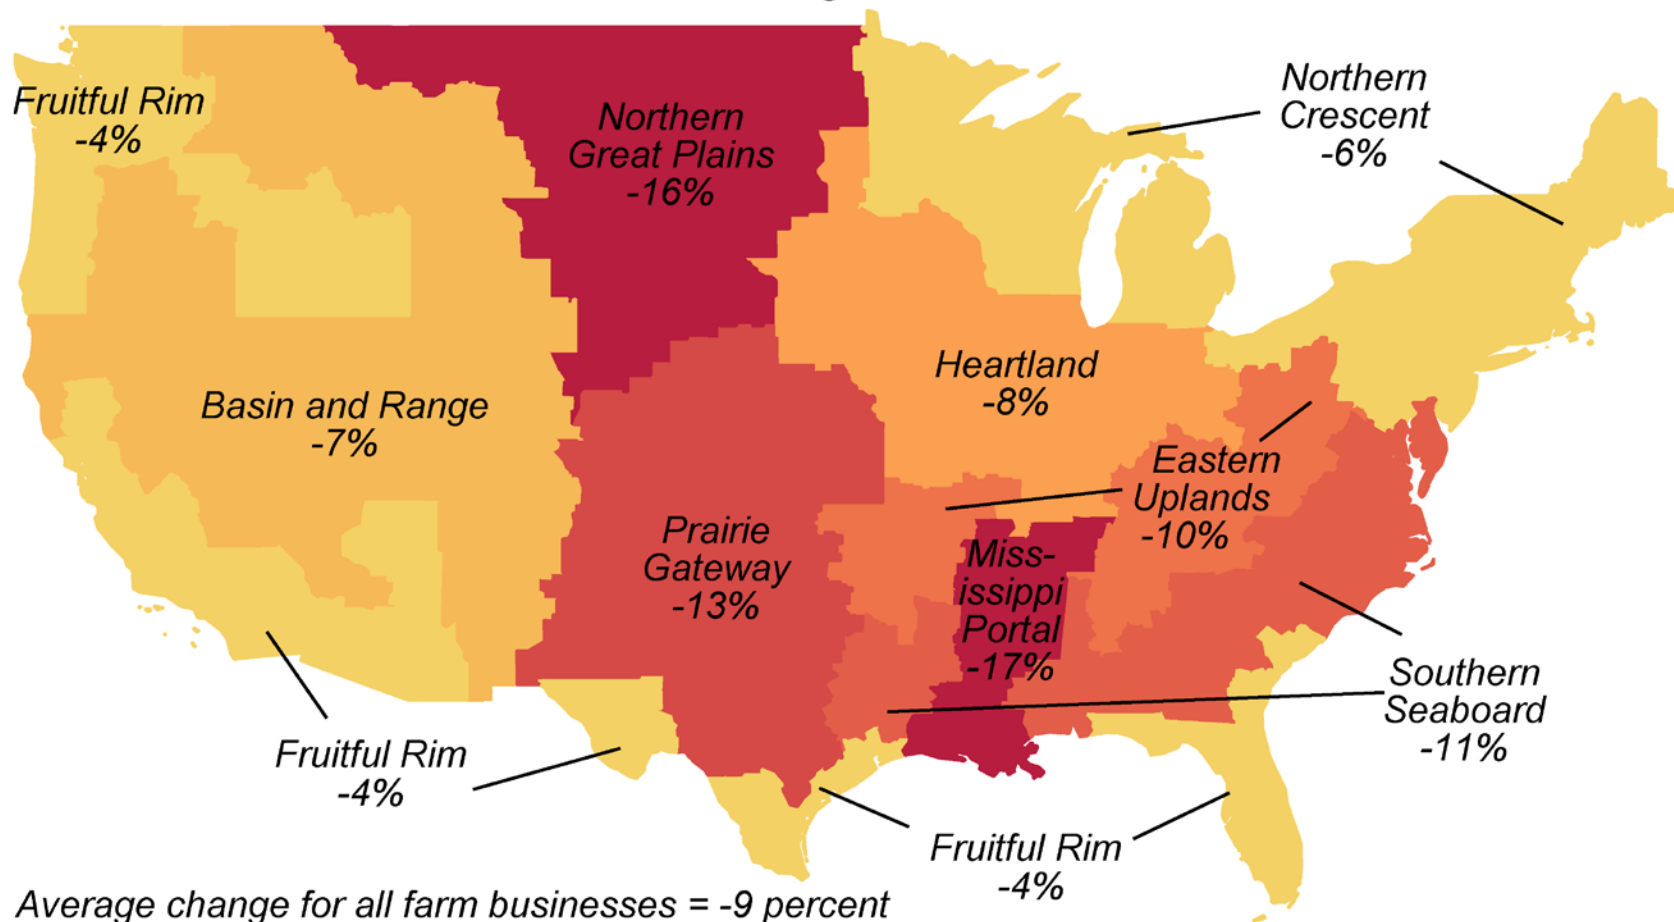 Fruitful Rim
-4%
Northern
Great Plains
-16%
Northern
Crescent
-6%
Basin and Range
-7%
Heartland
-8%
Eastern
Uplands
-10%
Prairie
Gateway
-13%
Miss-
issippi
Portal
-17%
Southern
Seaboard
-11%
Fruitful Rim
-4%
Fruitful Rim
-4%
Average change for all farm businesses = -9 percent